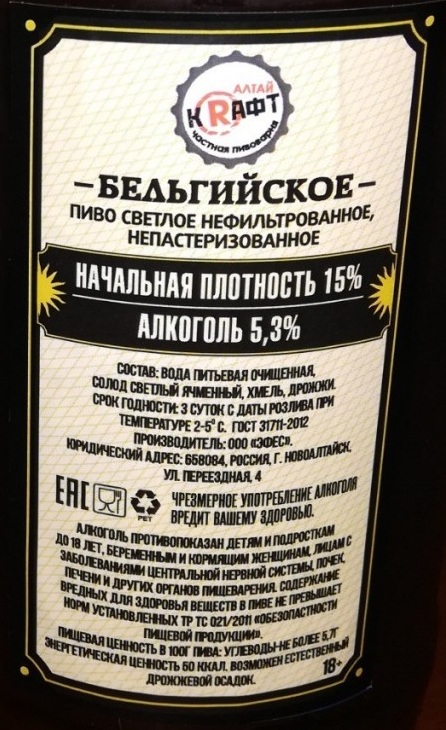 АЛТАЙ
КRАФТ
частная пивоварня
–БЕЛЬГИЙСКОЕ–
ПИВО СВЕТЛОЕ НЕФИЛЬТРОВАННОЕ,
НЕПАСТЕРИЗОВАННОЕ
НАЧАЛЬНАЯ ПЛОТНОСТЬ 15%
АЛКОГОЛЬ 5,3%
СОСТАВ: ВОДА ПИТЬЕВАЯ ОЧИЩЕННАЯ,
СОЛОД СВЕТЛЫЙ ЯЧМЕННЫЙ, ХМЕЛЬ, ДРОЖЖИ.
СРОК ГОДНОСТИ: 3 СУТОК С ДАТЫ РОЗЛИВА ПРИ
ТЕМПЕРАТУРЕ 2-5° С. ГОСТ 31711-2012
ПРОИЗВОДИТЕЛЬ: ООО «ЭФЕС».
ЮРИДИЧЕСКИЙ АДРЕС: 658084, РОССИЯ, Г. НОВОАЛТАЙСК,
УЛ. ПЕРЕЕЗДНАЯ, 4
ЕАС
PET
ЧРЕЗМЕРНОЕ УПОТРЕБЛЕНИЕ АЛКОГОЛЯ
ВРЕДИТ ВАШЕМУ ЗДОРОВЬЮ.
АЛКОГОЛЬ ПРОТИВОПОКАЗАН ДЕТЯМ И ПОДРОСТКАМ
ДО 18 ЛЕТ, БЕРЕМЕННЫМ И КОРМЯЩИМ ЖЕНЩИНАМ, ЛИЦАМ С
ЗАБОЛЕВАНИЯМИ ЦЕНТРАЛЬНОЙ НЕРВНОЙ СИСТЕМЫ, ПОЧЕК,
ПЕЧЕНИ И ДРУГИХ ОРГАНОВ ПИЩЕВАРЕНИЯ. СОДЕРЖАНИЕ
ВРЕДНЫХ ДЛЯ ЗДОРОВЬЯ ВЕЩЕСТВ В ПИВЕ НЕ ПРЕВЫШАЕТ
НОРМ УСТАНОВЛЕННЫХ ТР ТС 021/2011 «ОБЕЗОПАСТНОСТИ
ПИЩЕВОЙ ПРОДУКЦИИ».
ПИЩЕВАЯ ЦЕННОСТЬ В 100Г ПИВА: УГЛЕВОДЫ-НЕ БОЛЕЕ 5,7Г
ЭНЕРГЕТИЧЕСКАЯ ЦЕННОСТЬ 50 ККАЛ. ВОЗМОЖЕН ЕСТЕСТВЕННЫЙ
ДРОЖЖЕВОЙ ОСАДОК.
18+